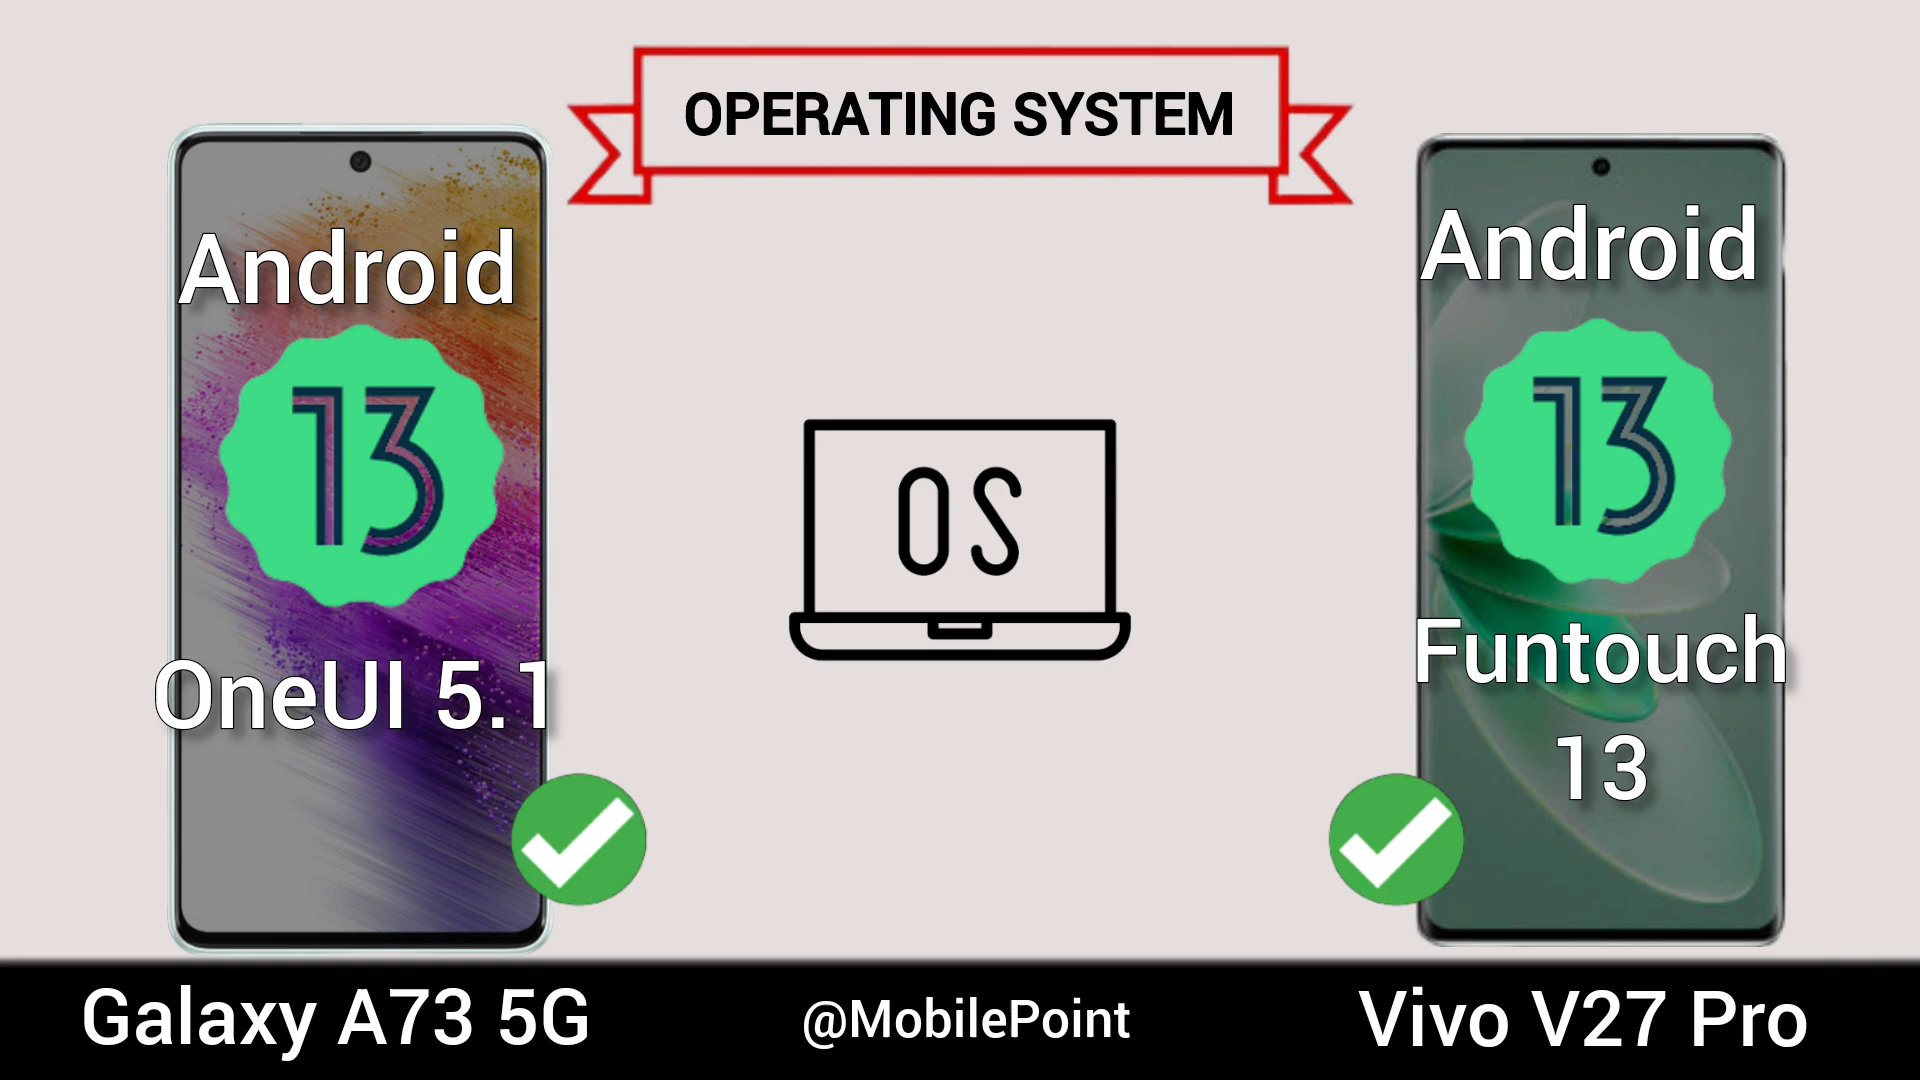 OPERATING SYSTEM
Android
13
OneUI 5.1
OS
Android
13
Funtouch
13
Galaxy A73 5G
@MobilePoint
Vivo V27 Pro